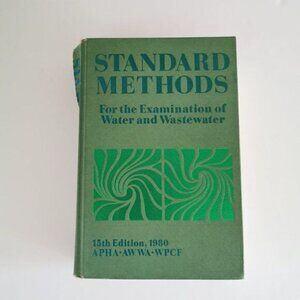 STANDARD
METHODS
For the Examination of
Water and Wastewater
15th Edition, 1980
APHA·AWWA·WPCF